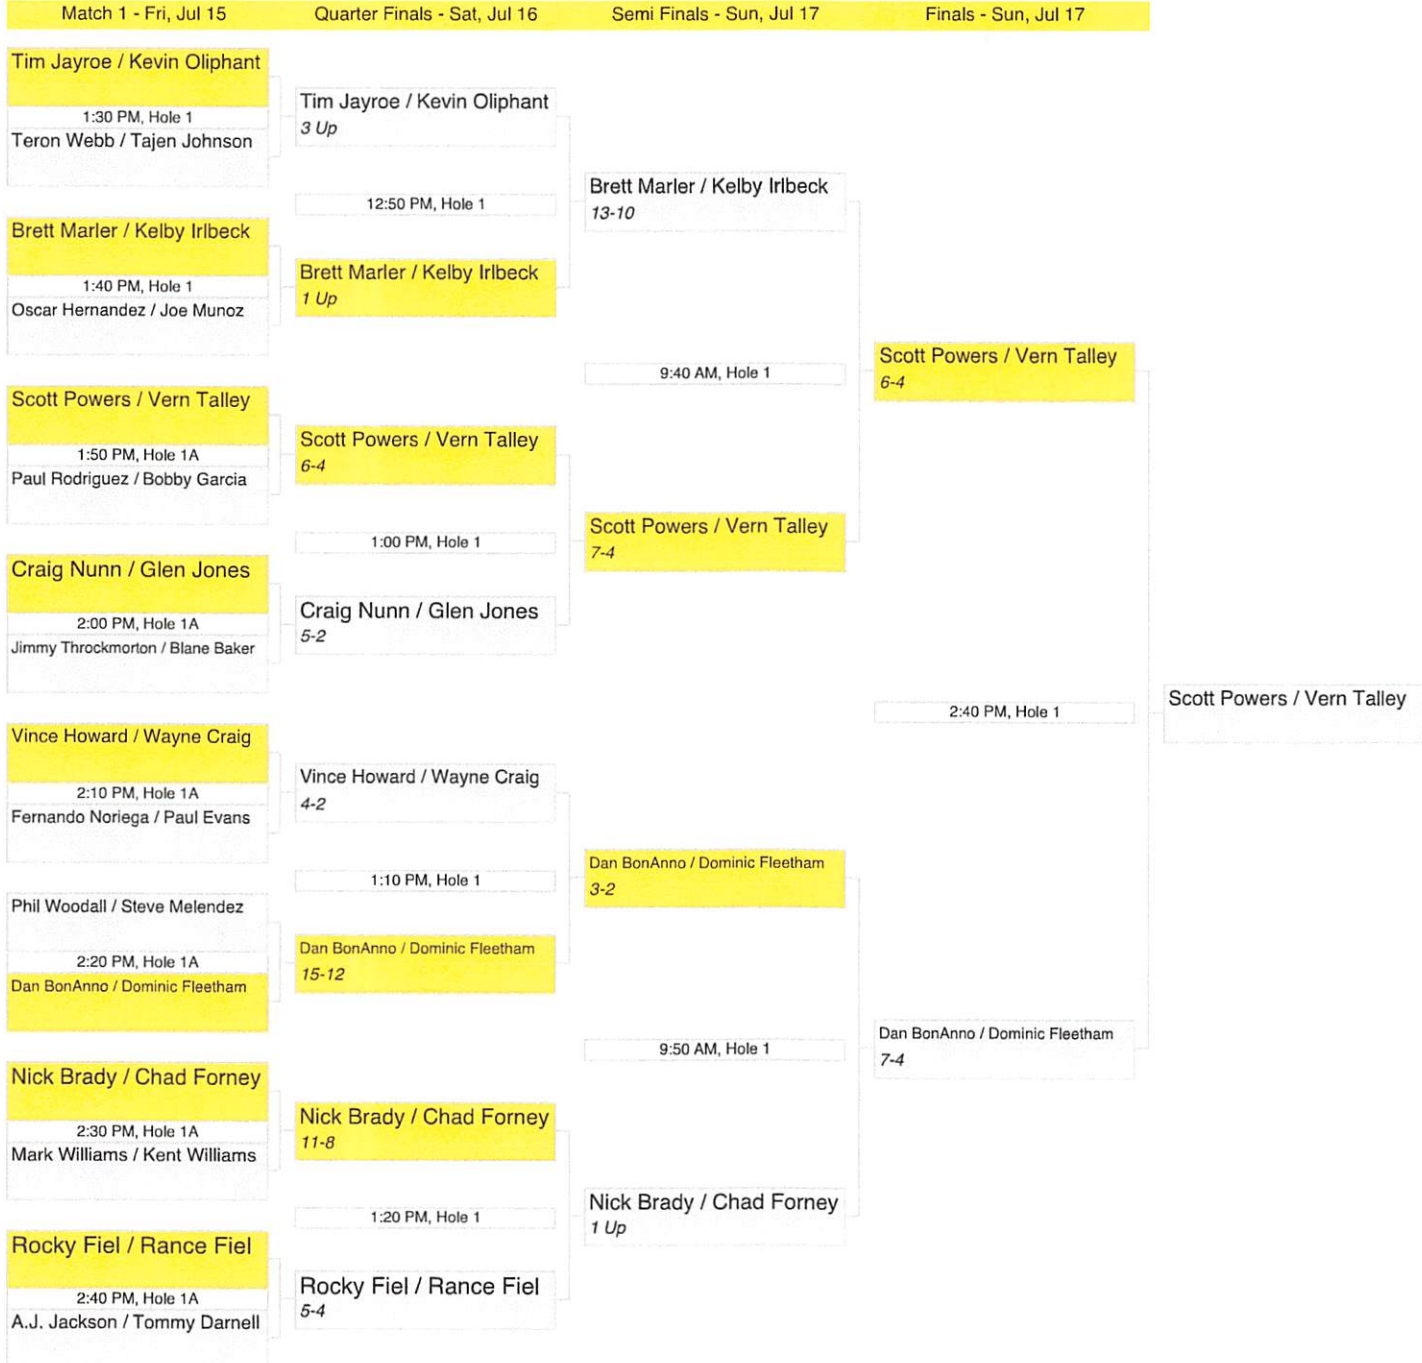 Match 1 - Fri, Jul 15
Quarter Finals - Sat, Jul 16
Semi Finals - Sun, Jul 17
Finals - Sun, Jul 17
Tim Jayroe / Kevin Oliphant
1:30 PM, Hole 1
Teron Webb / Tajen Johnson
Brett Marler / Kelby Irlbeck
1:40 PM, Hole 1
Oscar Hernandez / Joe Munoz
Scott Powers / Vern Talley
1:50 PM, Hole 1A
Paul Rodriguez / Bobby Garcia
Craig Nunn / Glen Jones
2:00 PM, Hole 1A
Jimmy Throckmorton / Blane Baker
Vince Howard / Wayne Craig
2:10 PM, Hole 1A
Fernando Noriega / Paul Evans
Phil Woodall / Steve Melendez
2:20 PM, Hole 1A
Dan BonAnno / Dominic Fleetham
Nick Brady / Chad Forney
2:30 PM, Hole 1A
Mark Williams / Kent Williams
Rocky Fiel / Rance Fiel
2:40 PM, Hole 1A
A.J. Jackson / Tommy Darnell
Tim Jayroe / Kevin Oliphant
3 Up
12:50 PM, Hole 1
Brett Marler / Kelby Irlbeck
1 Up
Scott Powers / Vern Talley
6-4
1:00 PM, Hole 1
Craig Nunn / Glen Jones
5-2
Vince Howard / Wayne Craig
4-2
1:10 PM, Hole 1
Dan BonAnno / Dominic Fleetham
15-12
Nick Brady / Chad Forney
11-8
1:20 PM, Hole 1
Rocky Fiel / Rance Fiel
5-4
Brett Marler / Kelby Irlbeck
13-10
9:40 AM, Hole 1
Scott Powers / Vern Talley
7-4
Dan BonAnno / Dominic Fleetham
3-2
9:50 AM, Hole 1
Nick Brady / Chad Forney
1 Up
Scott Powers / Vern Talley
6-4
2:40 PM, Hole 1
Dan BonAnno / Dominic Fleetham
7-4
Scott Powers / Vern Talley